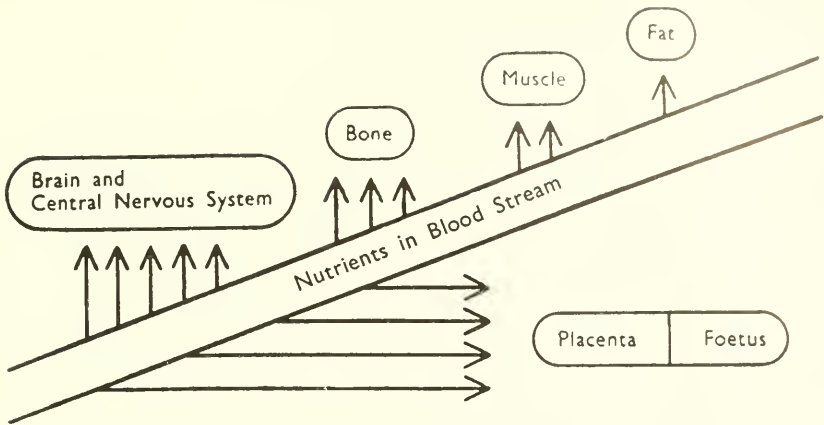 Fat
Muscle
Bone
Brain and
Central Nervous System
Nutrients in Blood Stream
Placenta
Foetus